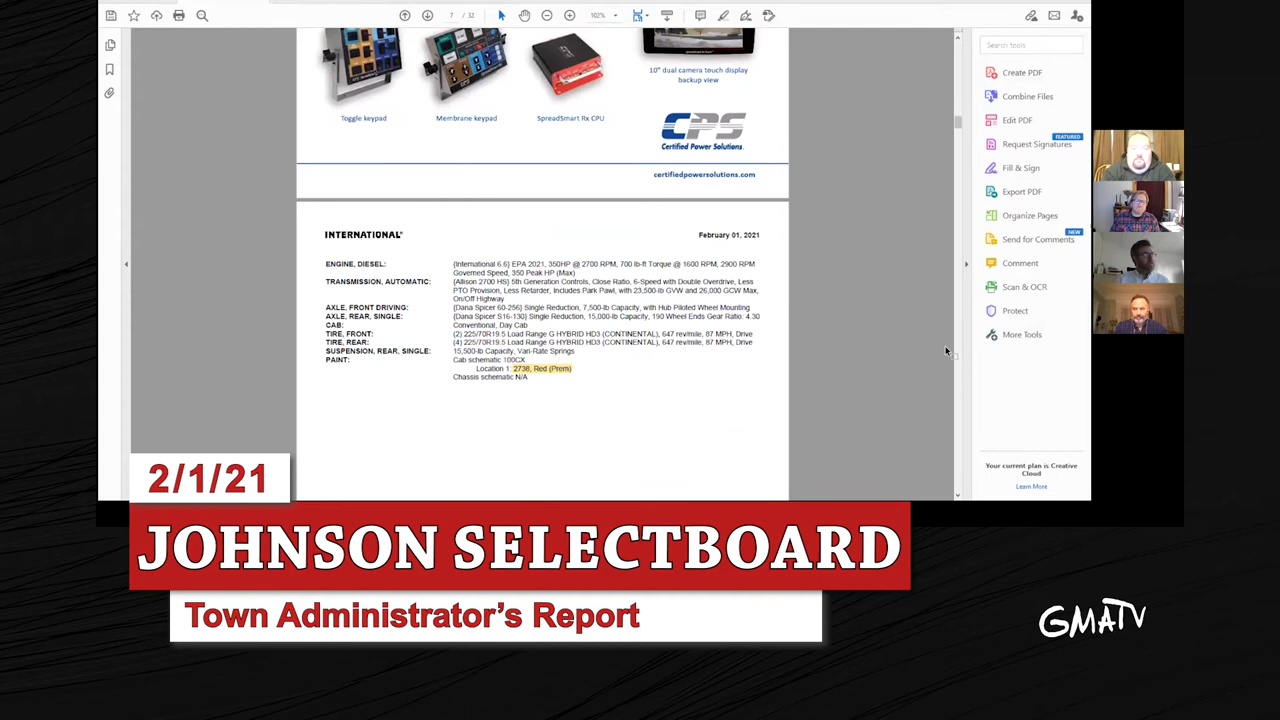 7 / 32
102%
10" dual camera touch display
backup view
Toggle keypad
Membrane keypad
SpreadSmart Rx CPU
CPS
Certified Power Solutions.
certifiedpowersolutions.com
INTERNATIONAL®
February 01, 2021
ENGINE, DIESEL: {International 6.6} EPA 2021, 350HP @ 2700 RPM, 700 lb-ft Torque @ 1600 RPM, 2900 RPM
Governed Speed, 350 Peak HP (Max)
TRANSMISSION, AUTOMATIC: {Allison 2700 HS} 5th Generation Controls, Close Ratio, 6-Speed with Double Overdrive, Less
PTO Provision, Less Retarder, Includes Park Pawl, with 23,500-lb GVW and 26,000 GCW Max,
On/Off Highway
AXLE, FRONT DRIVING: {Dana Spicer 60-256} Single Reduction, 7,500-lb Capacity, with Hub Piloted Wheel Mounting
AXLE, REAR, SINGLE: {Dana Spicer S16-130} Single Reduction, 15,000-lb Capacity, 190 Wheel Ends Gear Ratio: 4.30
CAB: Conventional, Day Cab
TIRE, FRONT: (2) 225/70R19.5 Load Range G HYBRID HD3 (CONTINENTAL), 647 rev/mile, 87 MPH, Drive
TIRE, REAR: (4) 225/70R19.5 Load Range G HYBRID HD3 (CONTINENTAL), 647 rev/mile, 87 MPH, Drive
SUSPENSION, REAR, SINGLE: 15,500-lb Capacity, Vari-Rate Springs
PAINT: Cab schematic 100CX
Location 1: 2738, Red (Prem)
Chassis schematic N/A
Search tools
Create PDF
Combine Files
Edit PDF
FEATURED
Request Signatures
Fill & Sign
Export PDF
Organize Pages
NEW
Send for Comments
Comment
Scan & OCR
Protect
More Tools
Your current plan is Creative
Cloud
Learn More
2/1/21
JOHNSON SELECTBOARD
Town Administrator's Report
GMATV